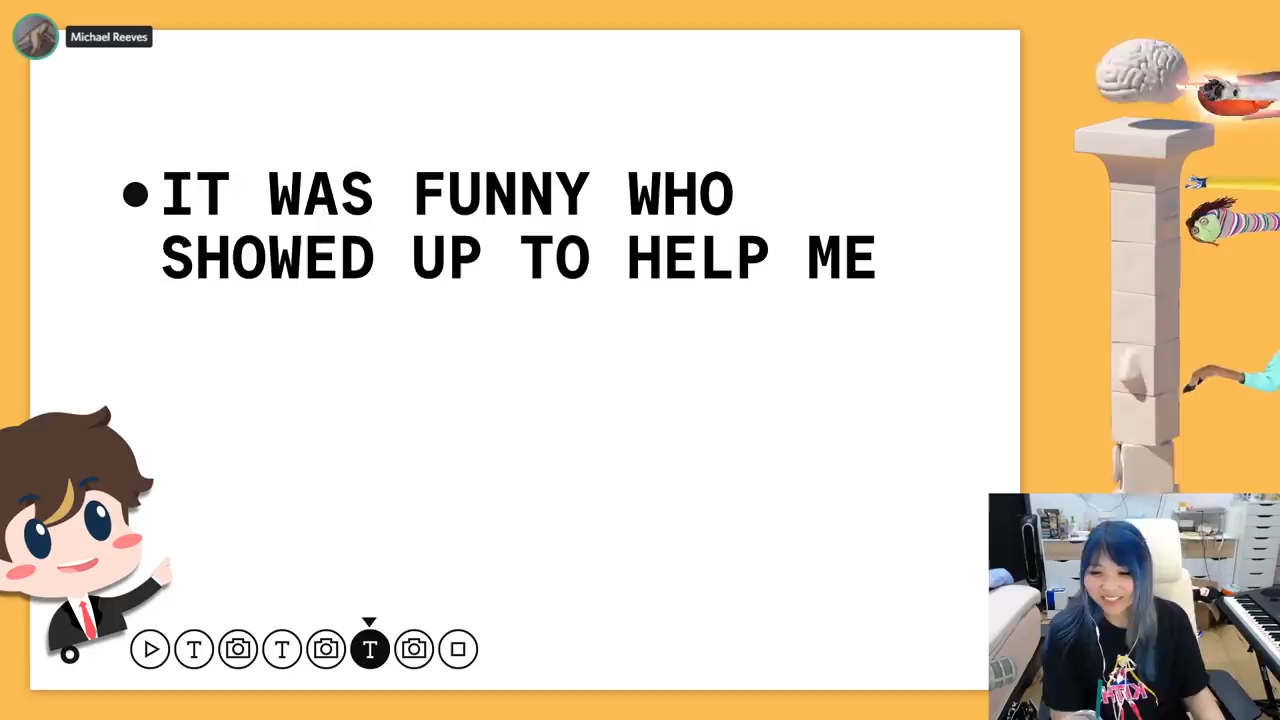 Michael Reeves
IT WAS FUNNY WHO
SHOWED UP TO HELP ME
T
T
T